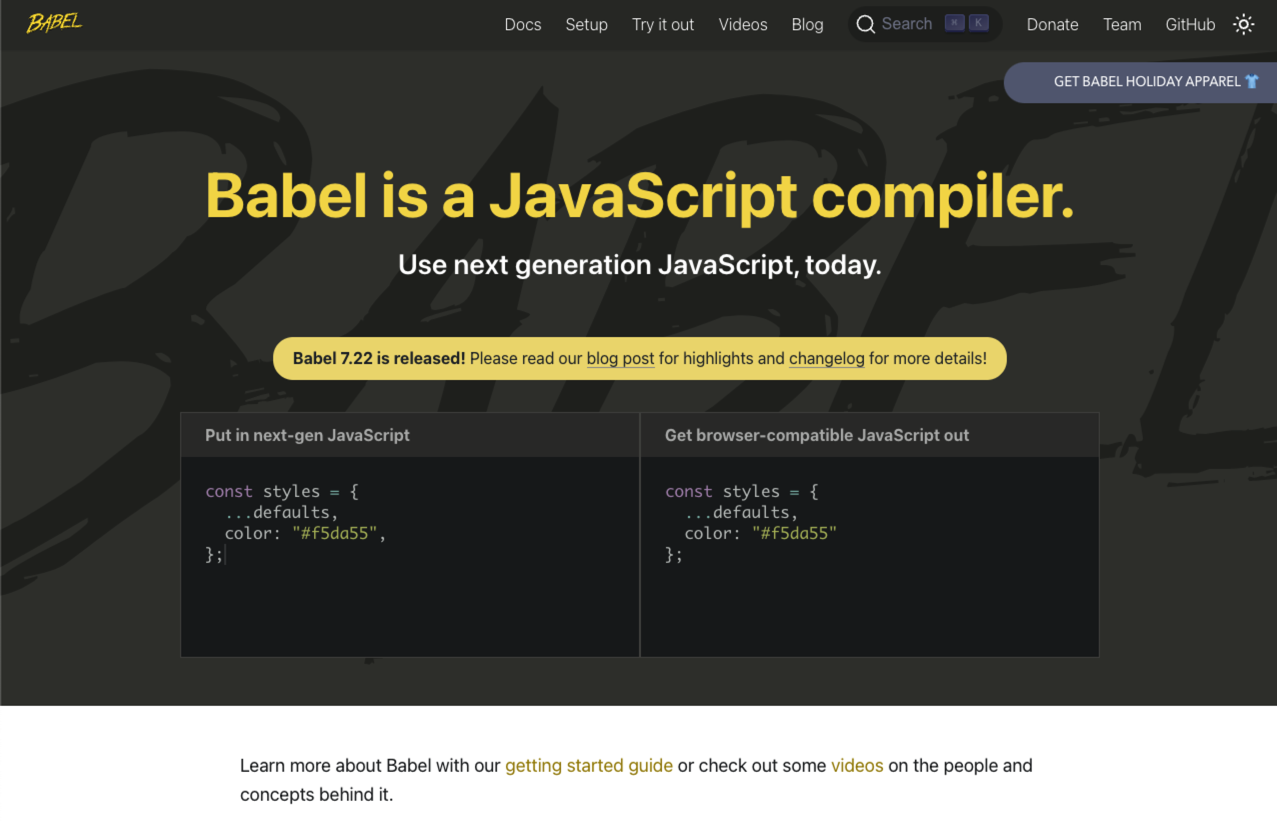 BABEL
Docs Setup Try it out Videos Blog Search ⌘ K Donate Team GitHub
GET BABEL HOLIDAY APPAREL 👕
BABEL
Babel is a JavaScript compiler.
Use next generation JavaScript, today.
Babel 7.22 is released! Please read our blog post for highlights and changelog for more details!
Put in next-gen JavaScript
const styles = {
  ...defaults,
  color: "#f5da55",
};
Get browser-compatible JavaScript out
const styles = {
  ...defaults,
  color: "#f5da55"
};
Learn more about Babel with our getting started guide or check out some videos on the people and
concepts behind it.